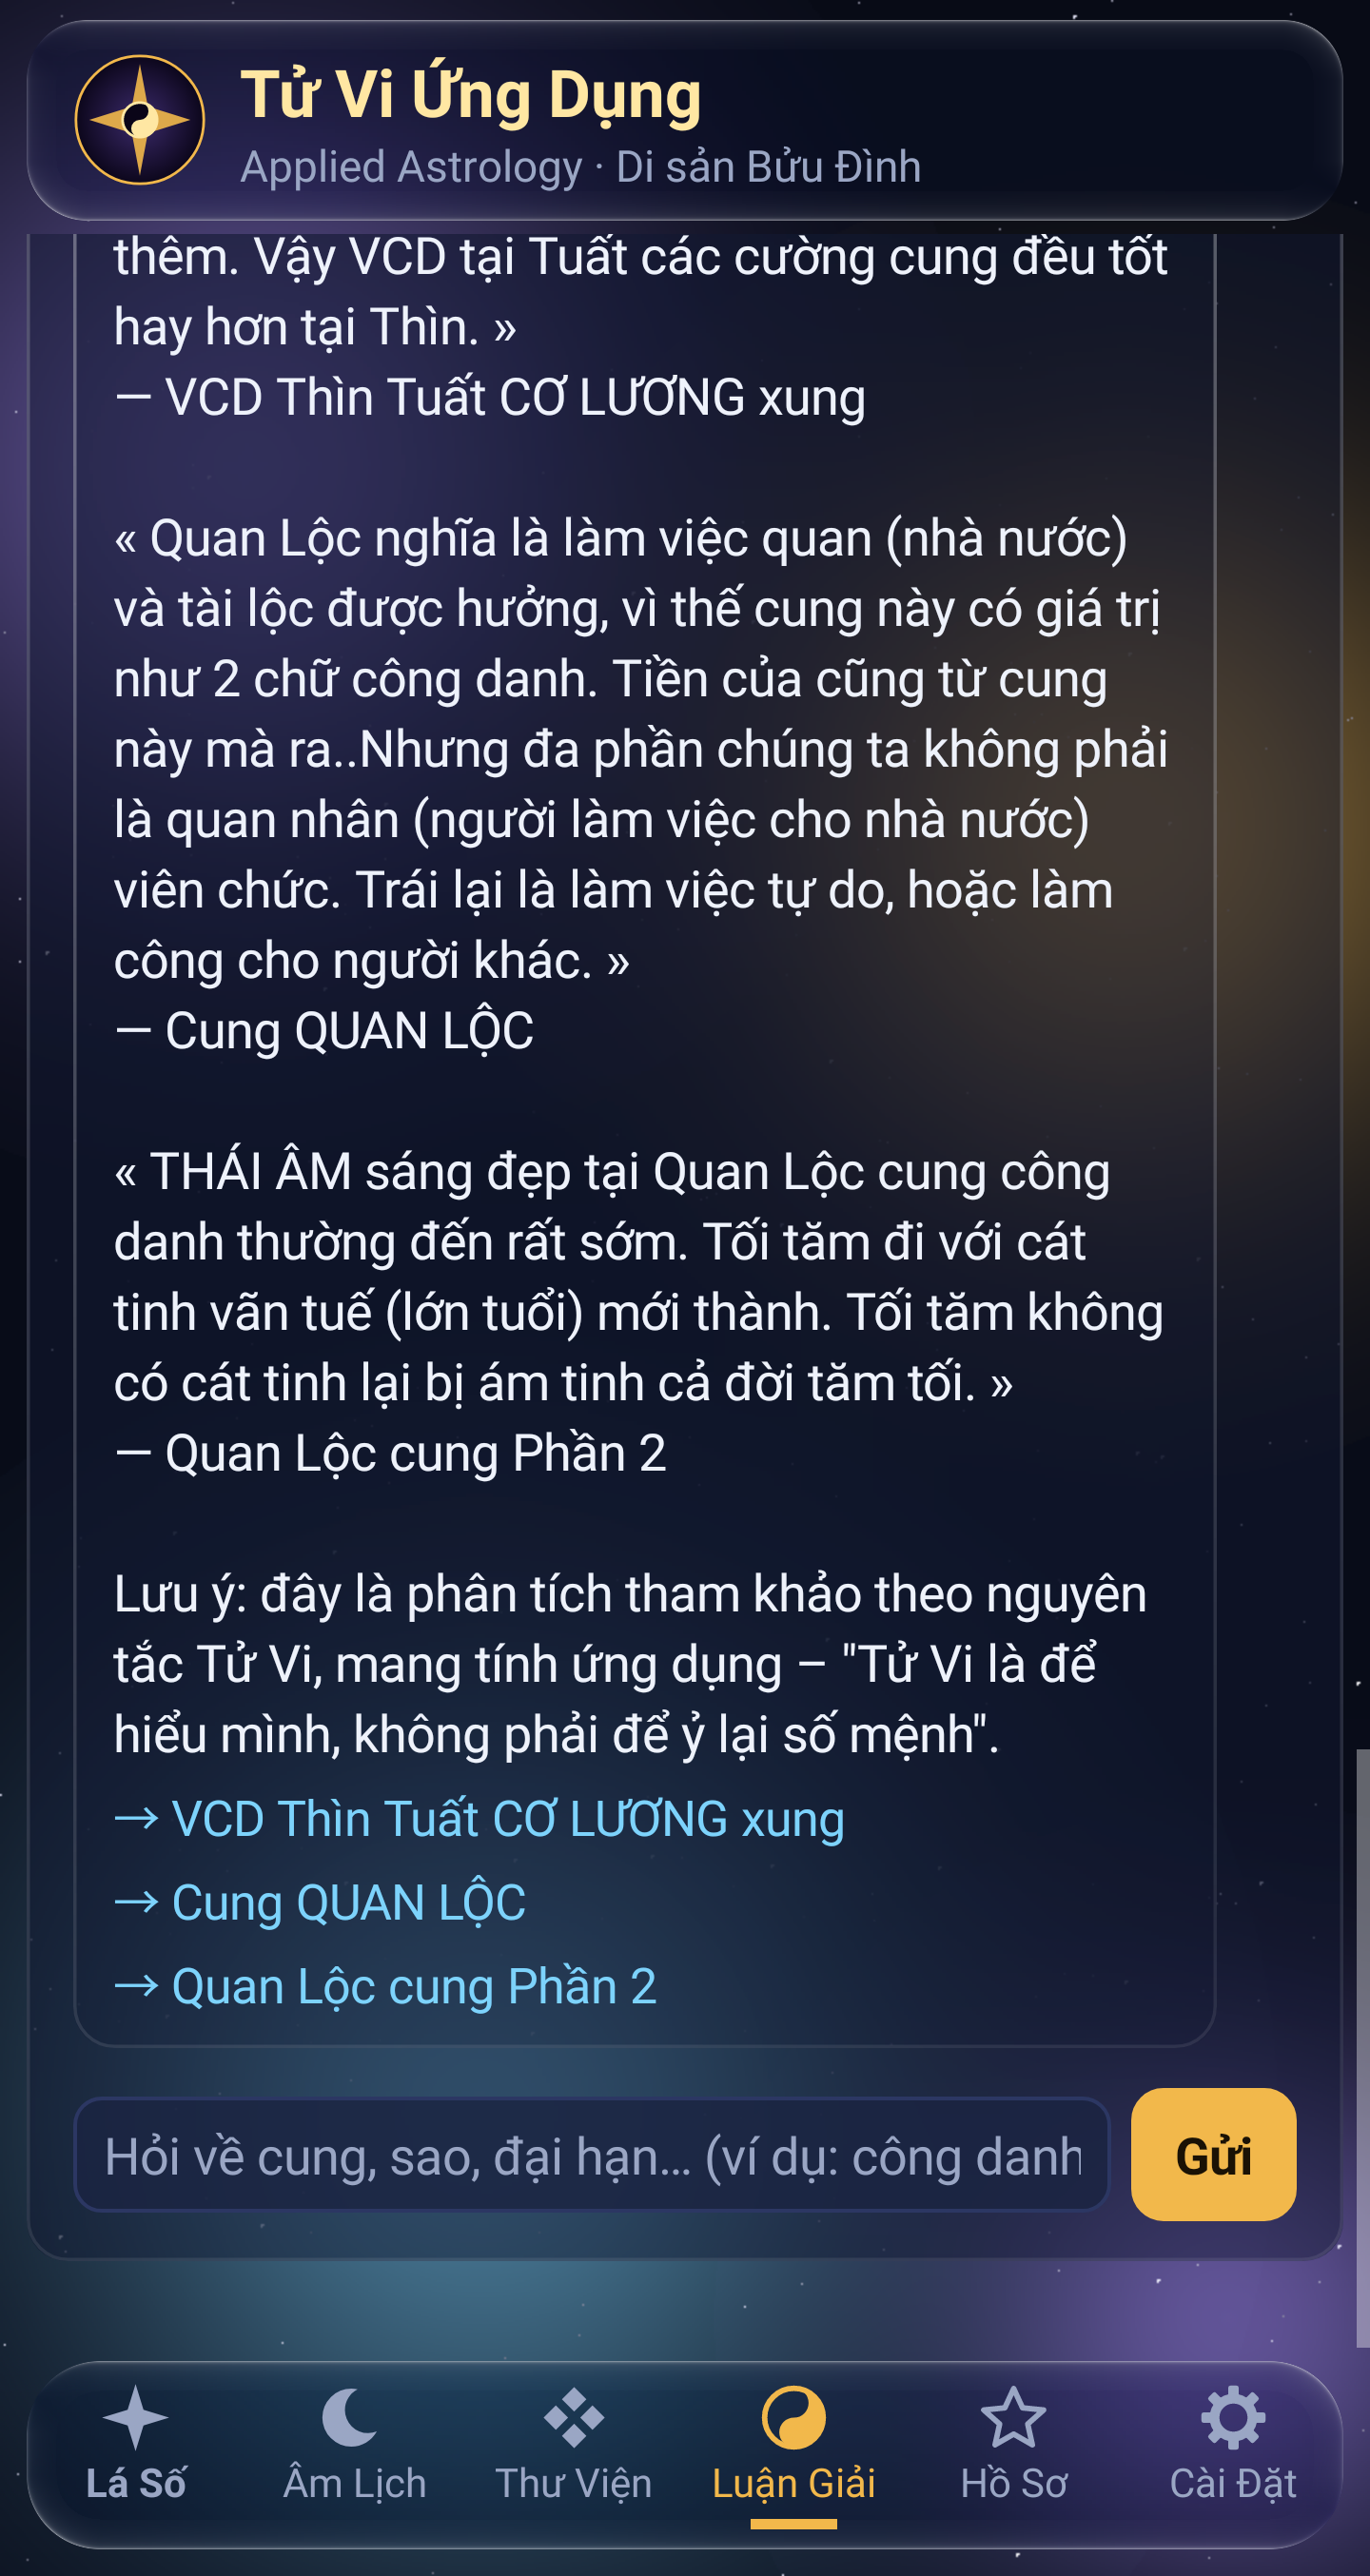 Tử Vi Ứng Dụng
Applied Astrology · Di sản Bửu Đình
thêm. Vậy VCD tại Tuất các cường cung đều tốt
hay hơn tại Thìn. »
— VCD Thìn Tuất CƠ LƯƠNG xung
« Quan Lộc nghĩa là làm việc quan (nhà nước)
và tài lộc được hưởng, vì thế cung này có giá trị
như 2 chữ công danh. Tiền của cũng từ cung
này mà ra..Nhưng đa phần chúng ta không phải
là quan nhân (người làm việc cho nhà nước)
viên chức. Trái lại là làm việc tự do, hoặc làm
công cho người khác. »
— Cung QUAN LỘC
« THÁI ÂM sáng đẹp tại Quan Lộc cung công
danh thường đến rất sớm. Tối tăm đi với cát
tinh vãn tuế (lớn tuổi) mới thành. Tối tăm không
có cát tinh lại bị ám tinh cả đời tăm tối. »
— Quan Lộc cung Phần 2
Lưu ý: đây là phân tích tham khảo theo nguyên
tắc Tử Vi, mang tính ứng dụng – "Tử Vi là để
hiểu mình, không phải để ỷ lại số mệnh".
→ VCD Thìn Tuất CƠ LƯƠNG xung
→ Cung QUAN LỘC
→ Quan Lộc cung Phần 2
Hỏi về cung, sao, đại hạn... (ví dụ: công danh
Gửi
Lá Số
Âm Lịch
Thư Viện
Luận Giải
Hồ Sơ
Cài Đặt